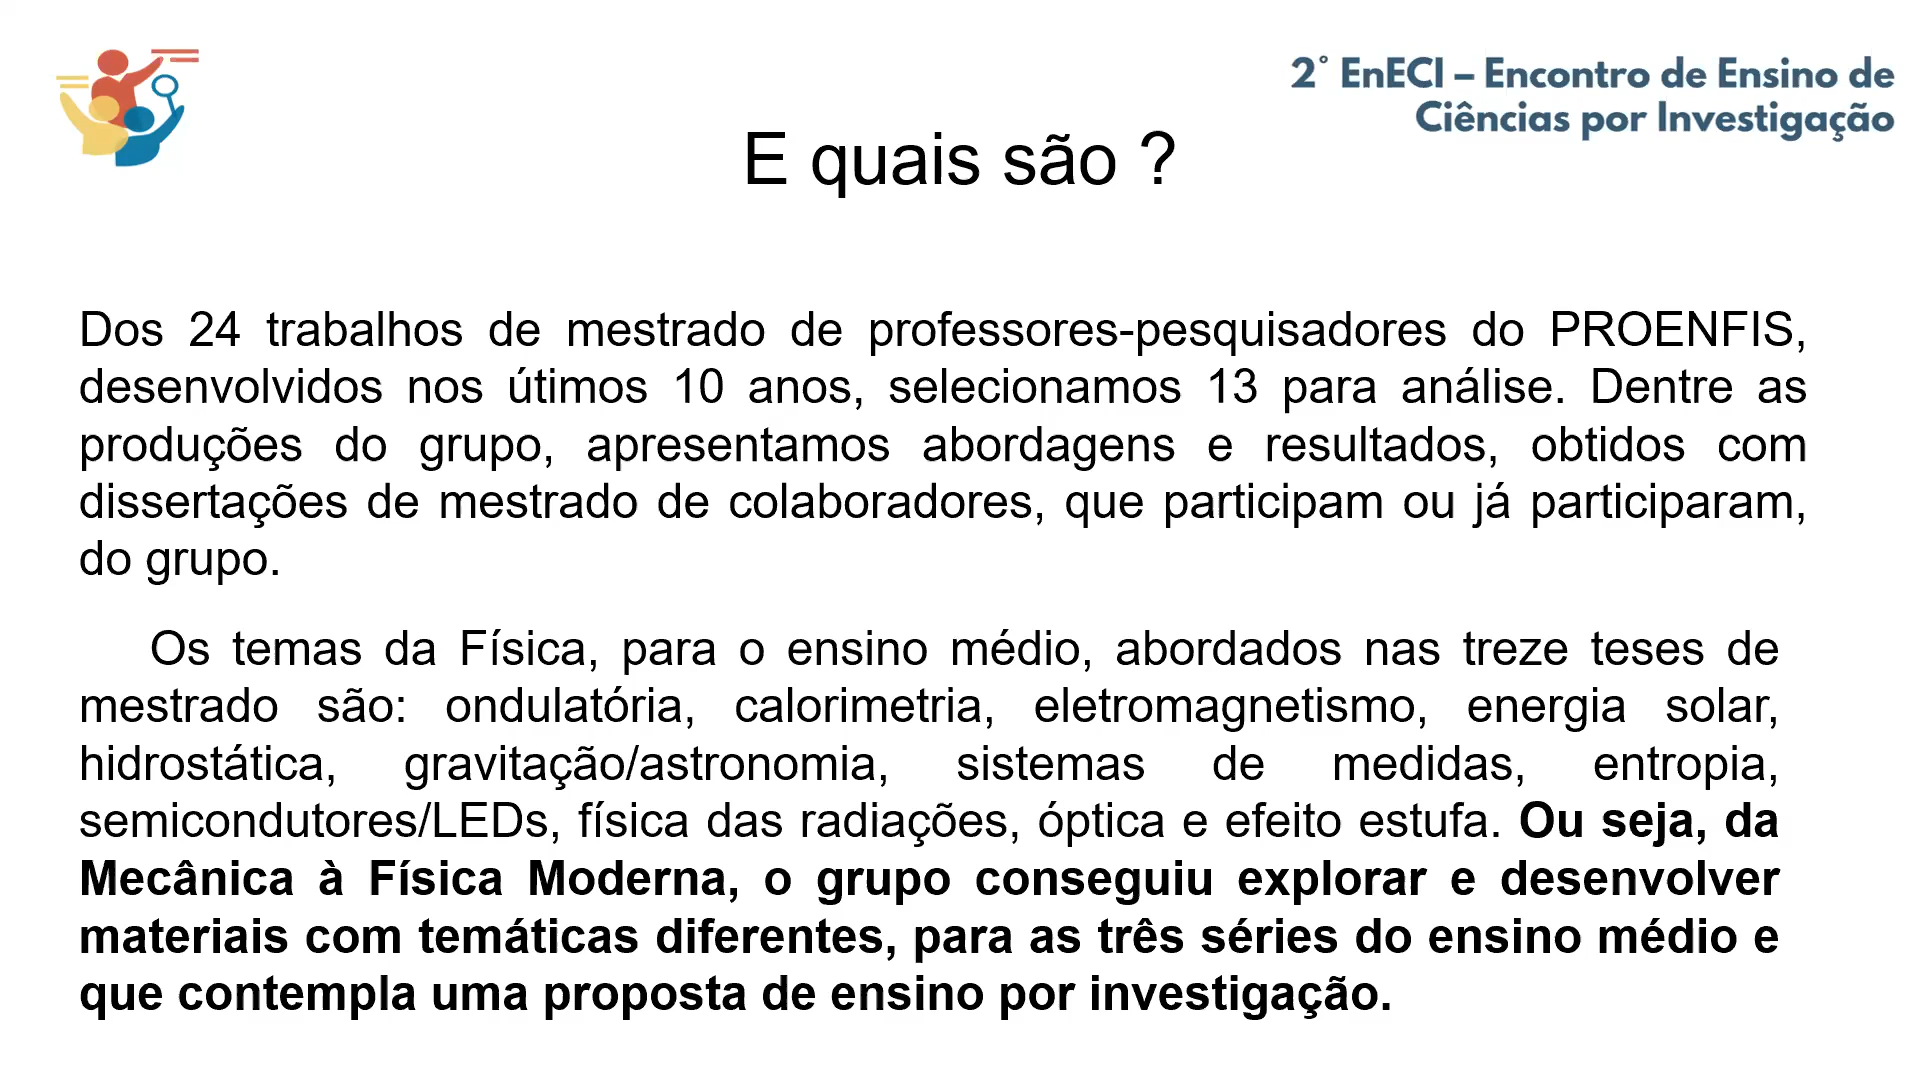 2° EnECI – Encontro de Ensino de
Ciências por Investigação
E quais são ?
Dos 24 trabalhos de mestrado de professores-pesquisadores do PROENFIS,
desenvolvidos nos útimos 10 anos, selecionamos 13 para análise. Dentre as
produções do grupo, apresentamos abordagens e resultados, obtidos com
dissertações de mestrado de colaboradores, que participam ou já participaram,
do grupo.
Os temas da Física, para o ensino médio, abordados nas treze teses de
mestrado são: ondulatória, calorimetria, eletromagnetismo, energia solar,
hidrostática, gravitação/astronomia, sistemas de medidas, entropia,
semicondutores/LEDs, física das radiações, óptica e efeito estufa. Ou seja, da
Mecânica à Física Moderna, o grupo conseguiu explorar e desenvolver
materiais com temáticas diferentes, para as três séries do ensino médio e
que contempla uma proposta de ensino por investigação.